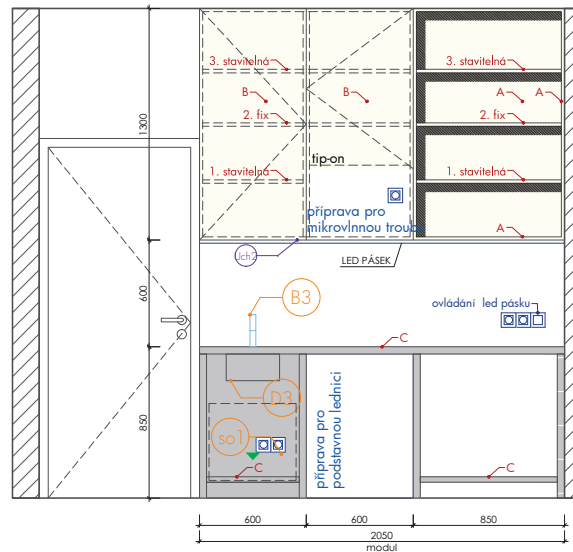 3. stavitelná
3. stavitelná
B
B
A
A
2. fix
2. fix
1300
tip-on
1. stavitelná
1. stavitelná
příprava pro
mikrovlnnou troubu
A
Úch2
LED PÁSEK
600
B3
ovládání led pásku
C
850
D3
so1
příprava pro
podstavnou lednici
C
C
600
600
850
2050
modul